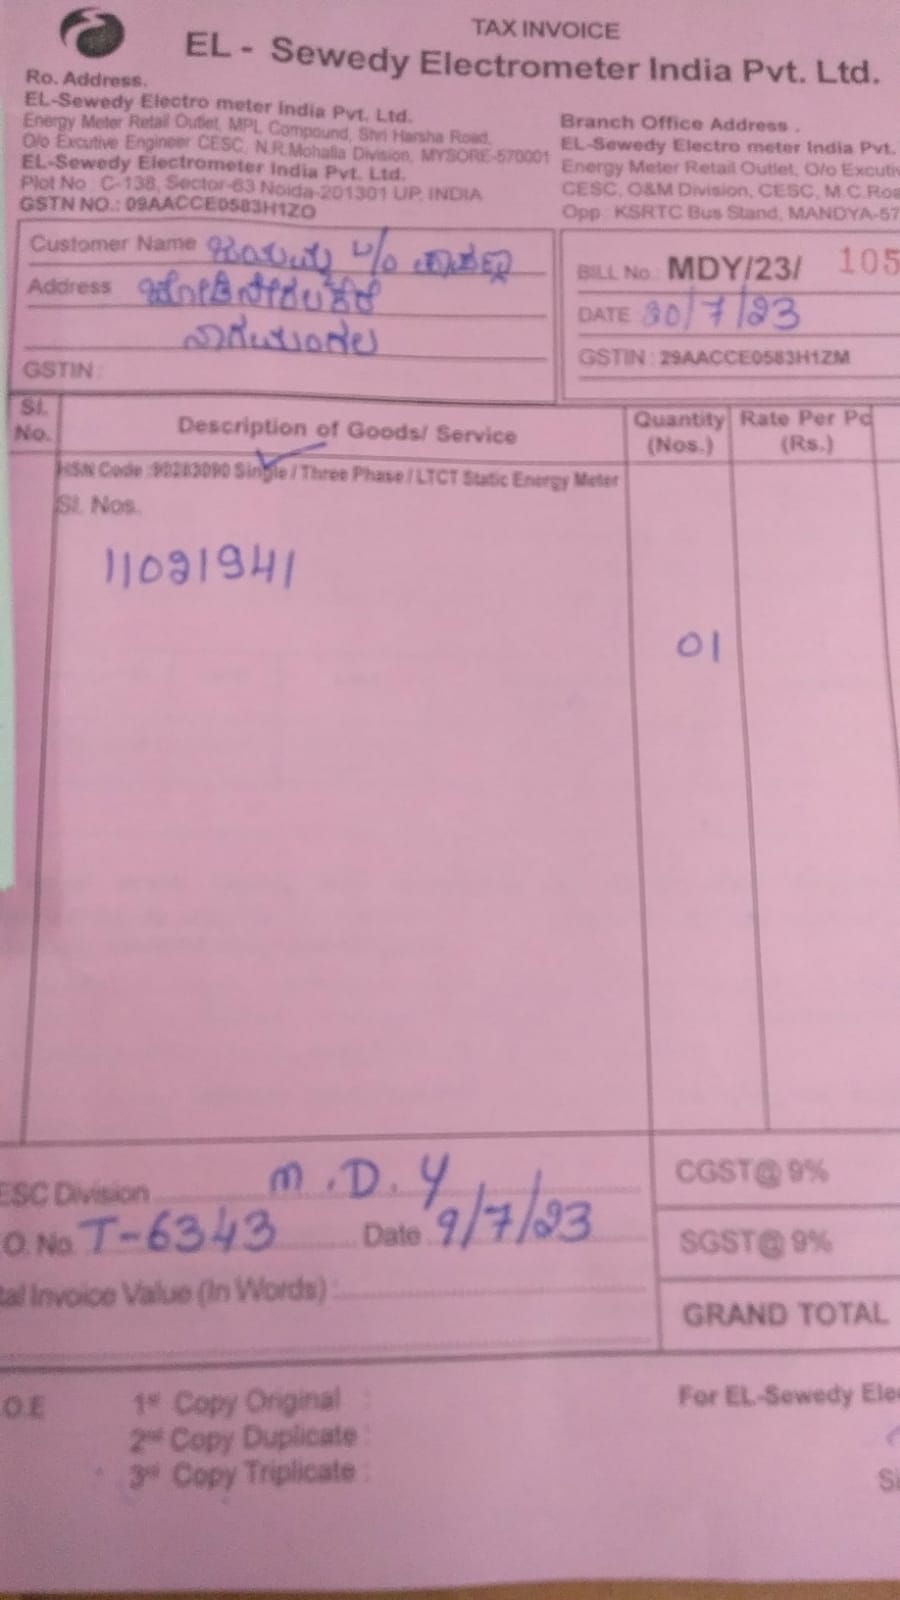 TAX INVOICE
EL - Sewedy Electrometer India Pvt. Ltd.
Ro. Address.
EL-Sewedy Electro meter India Pvt. Ltd.
Energy Meter Retail Outlet, MPL Compound, Shri Harsha Road,
O/o Excutive Engineer CESC, N.R.Mohalla Division, MYSORE-570001
EL-Sewedy Electrometer India Pvt. Ltd.
Plot No : C-138, Sector-63 Noida-201301 UP. INDIA
GSTN NO.: 09AACCE0583H1ZO
Branch Office Address .
EL-Sewedy Electro meter India Pvt.
Energy Meter Retail Outlet, O/o Excutiv
CESC, O&M Division, CESC, M.C.Roa
Opp : KSRTC Bus Stand, MANDYA-57
Customer Name
Address
GSTIN:
BILL No: MDY/23/ 105
DATE 30/7/23
GSTIN : 29AACCE0583H1ZM
Sl. No. Description of Goods/ Service Quantity (Nos.) Rate Per Pc (Rs.)
HSN Code :90283090 Single / Three Phase / LTCT Static Energy Meter
Sl. Nos.
11021941
01
ESC Division M.D.Y
O. No. T-6343 Date 9/7/23
tal Invoice Value (In Words) :
CGST@ 9%
SGST@ 9%
GRAND TOTAL
.O.E
1st Copy Original :
2nd Copy Duplicate :
3rd Copy Triplicate :
For EL-Sewedy Elec